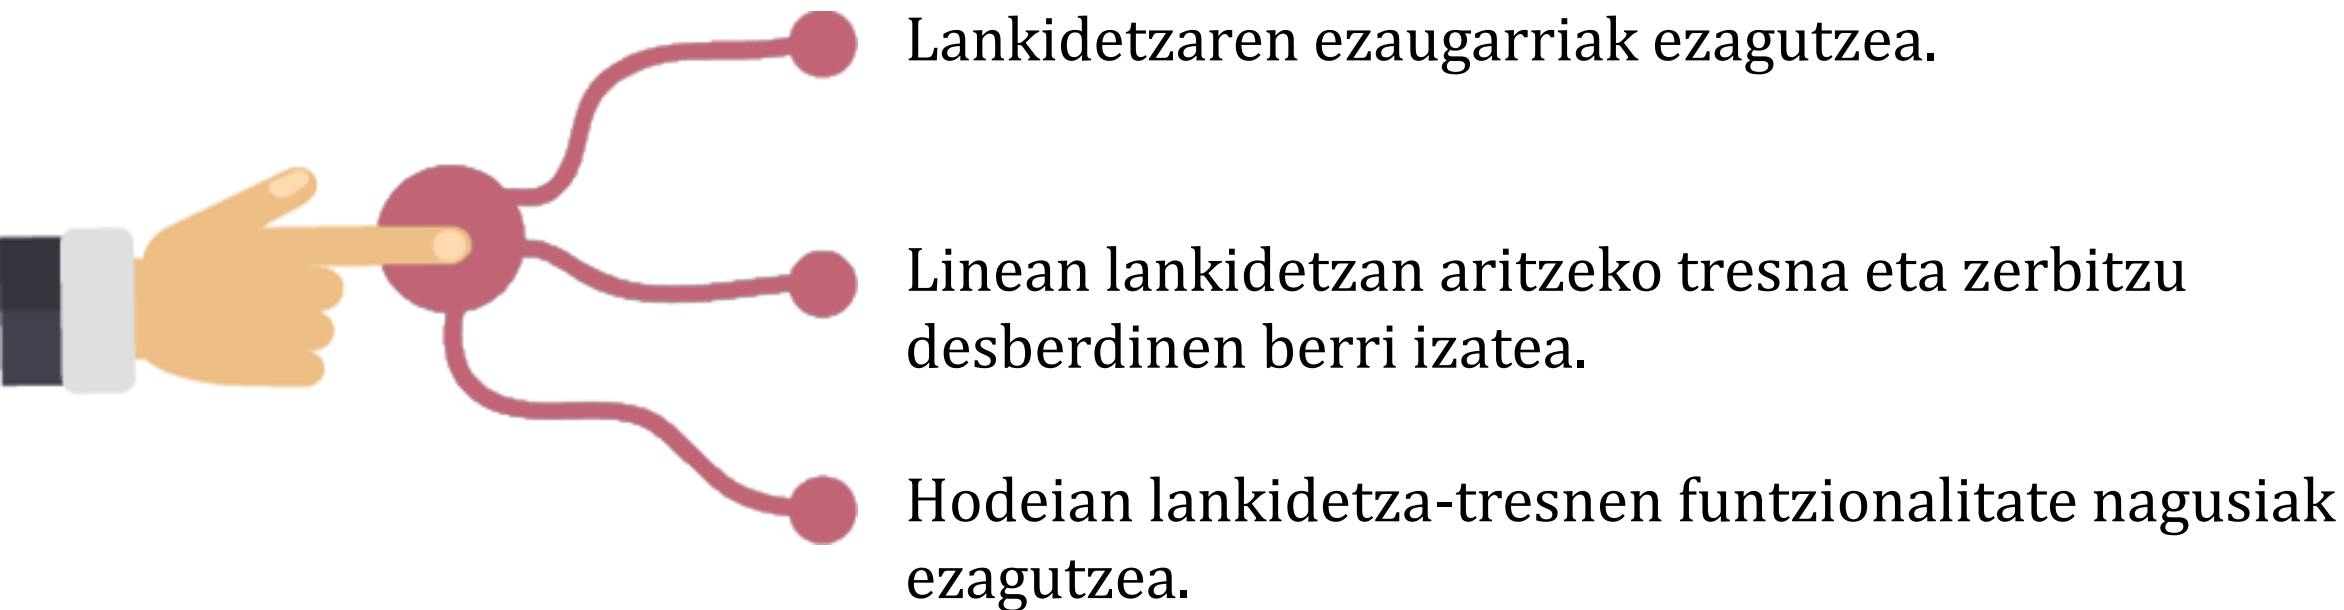 Lankidetzaren ezaugarriak ezagutzea.
Linean lankidetzan aritzeko tresna eta zerbitzu
desberdinen berri izatea.
Hodeian lankidetza-tresnen funtzionalitate nagusiak
ezagutzea.